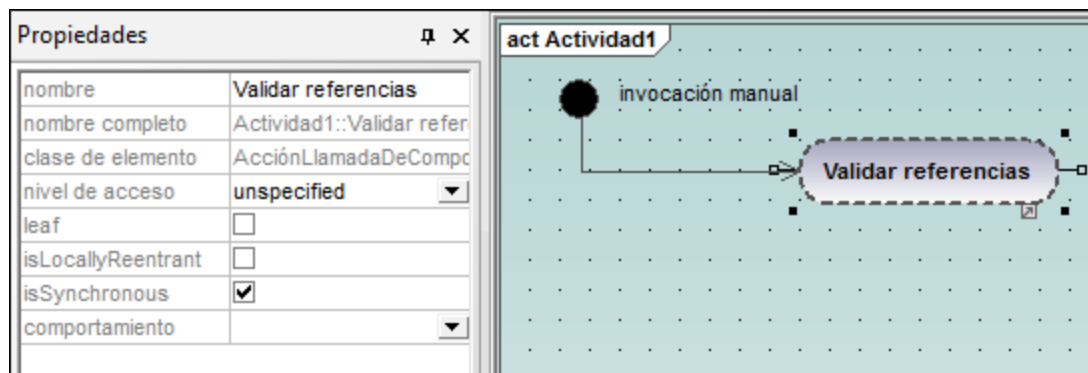 Propiedades
nombre Validar referencias
nombre completo Actividad1::Validar refer
clase de elemento AcciónLlamadaDeCompo
nivel de acceso unspecified
leaf
isLocallyReentrant
isSynchronous
comportamiento
act Actividad1
invocación manual
Validar referencias